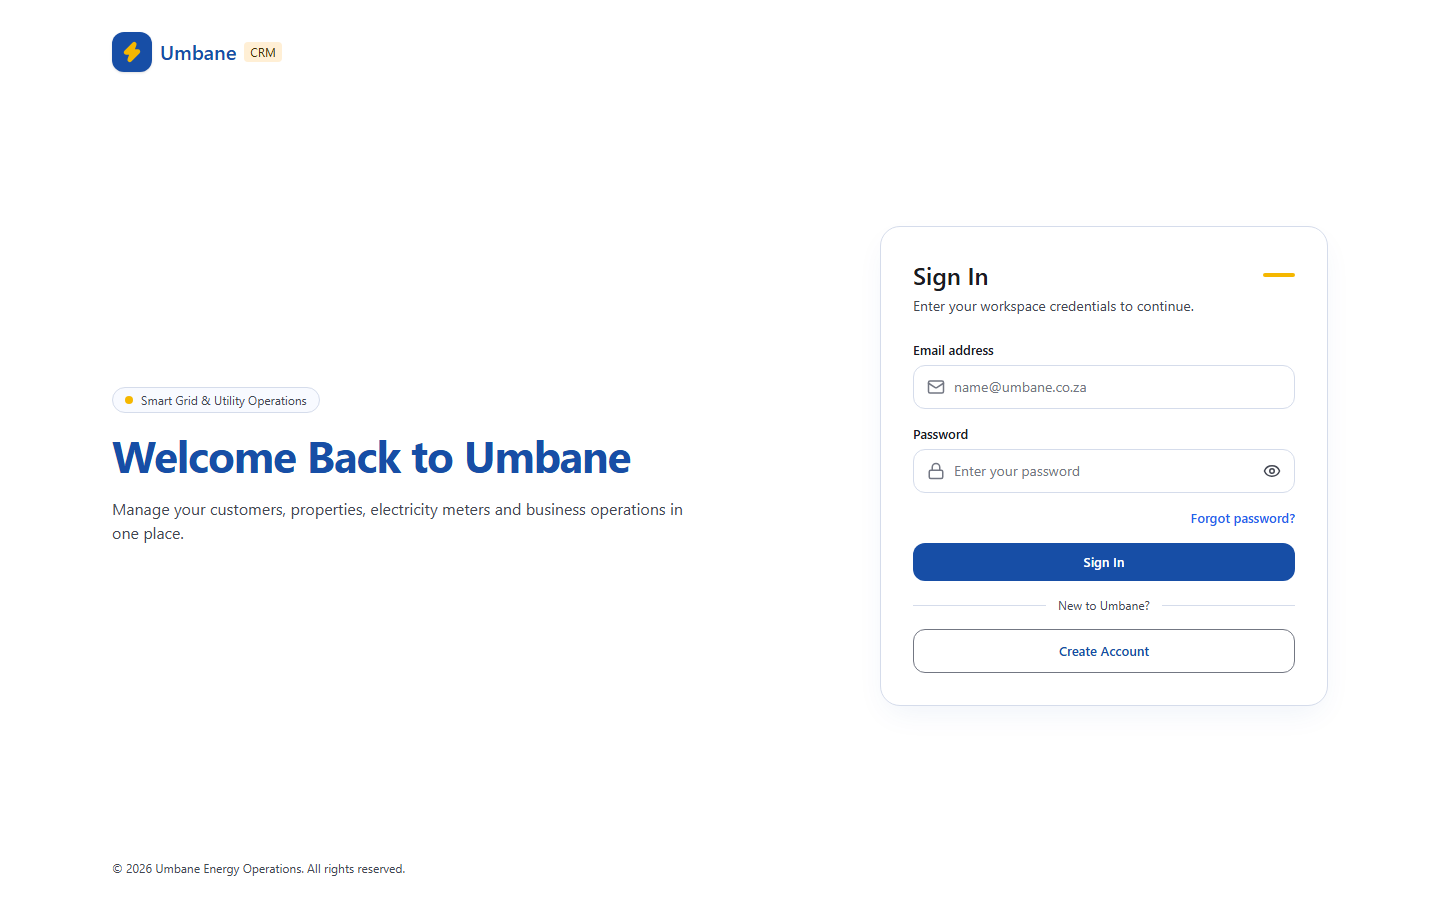 Umbane CRM
Smart Grid & Utility Operations
Welcome Back to Umbane
Manage your customers, properties, electricity meters and business operations in
one place.
Sign In
Enter your workspace credentials to continue.
Email address
name@umbane.co.za
Password
Enter your password
Forgot password?
Sign In
New to Umbane?
Create Account
© 2026 Umbane Energy Operations. All rights reserved.